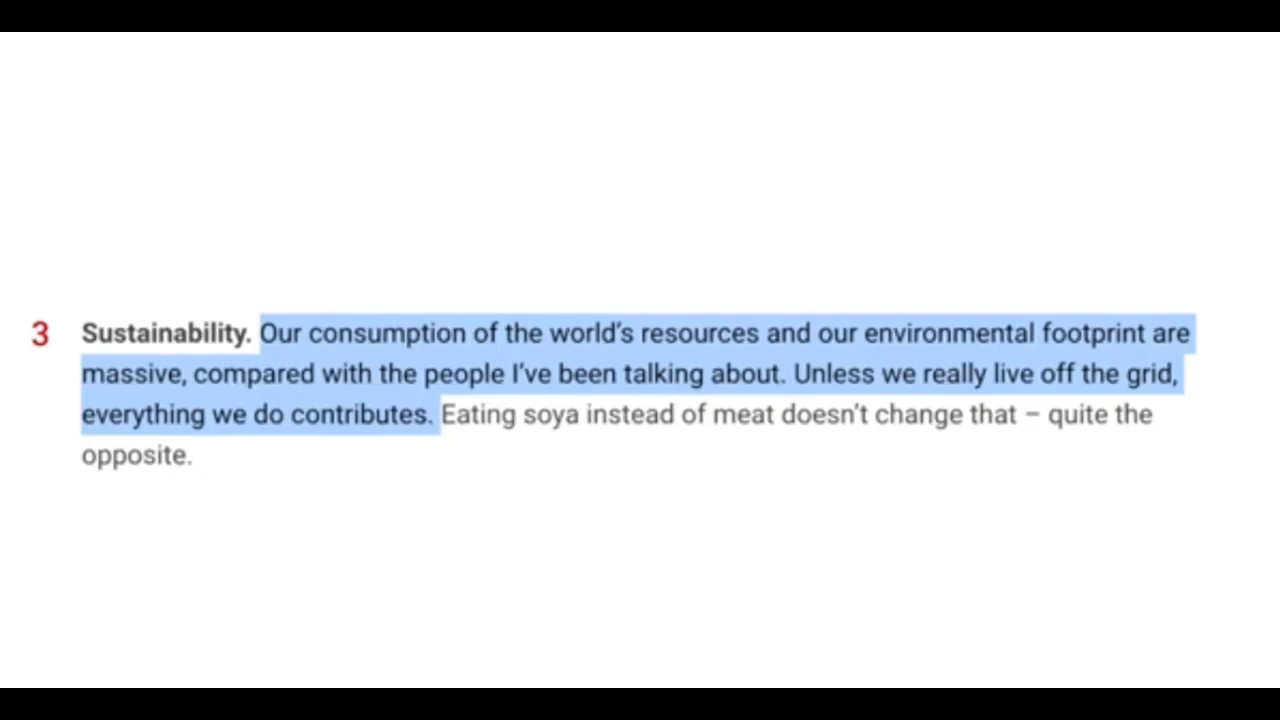 3 Sustainability. Our consumption of the world’s resources and our environmental footprint are
massive, compared with the people I’ve been talking about. Unless we really live off the grid,
everything we do contributes. Eating soya instead of meat doesn’t change that – quite the
opposite.